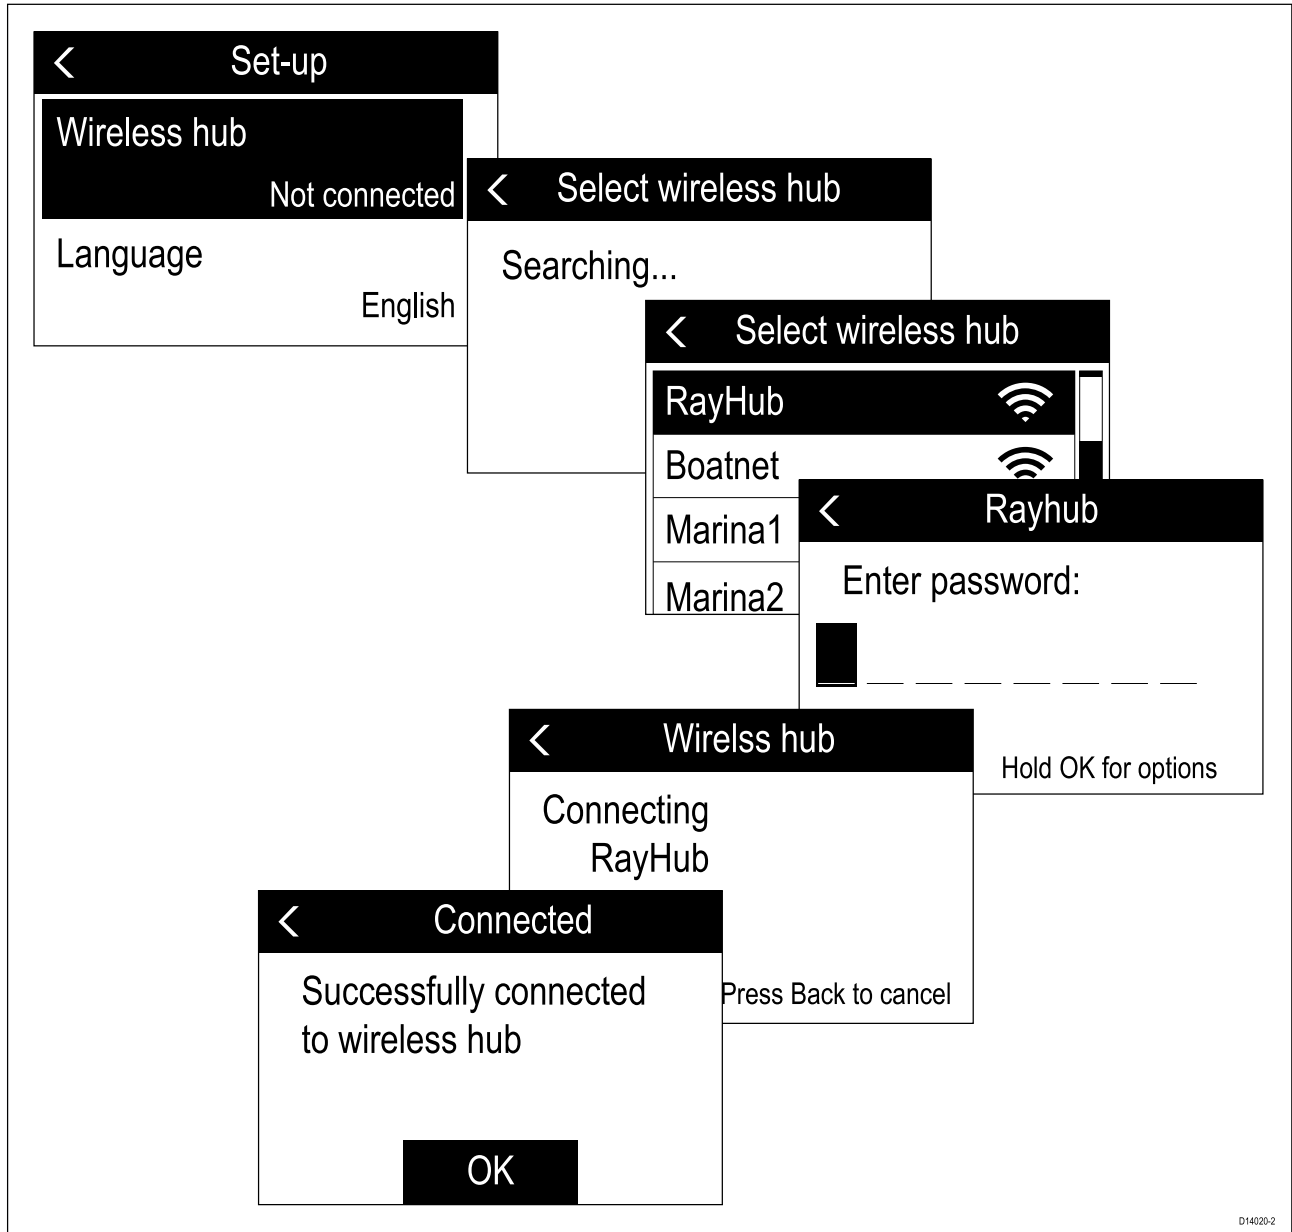 Set-up
Wireless hub
Not connected
Language
English
Select wireless hub
Searching...
Select wireless hub
RayHub
Boatnet
Marina1
Marina2
Rayhub
Enter password:
Hold OK for options
Wirelss hub
Connecting
RayHub
Press Back to cancel
Connected
Successfully connected
to wireless hub
OK
D14020-2